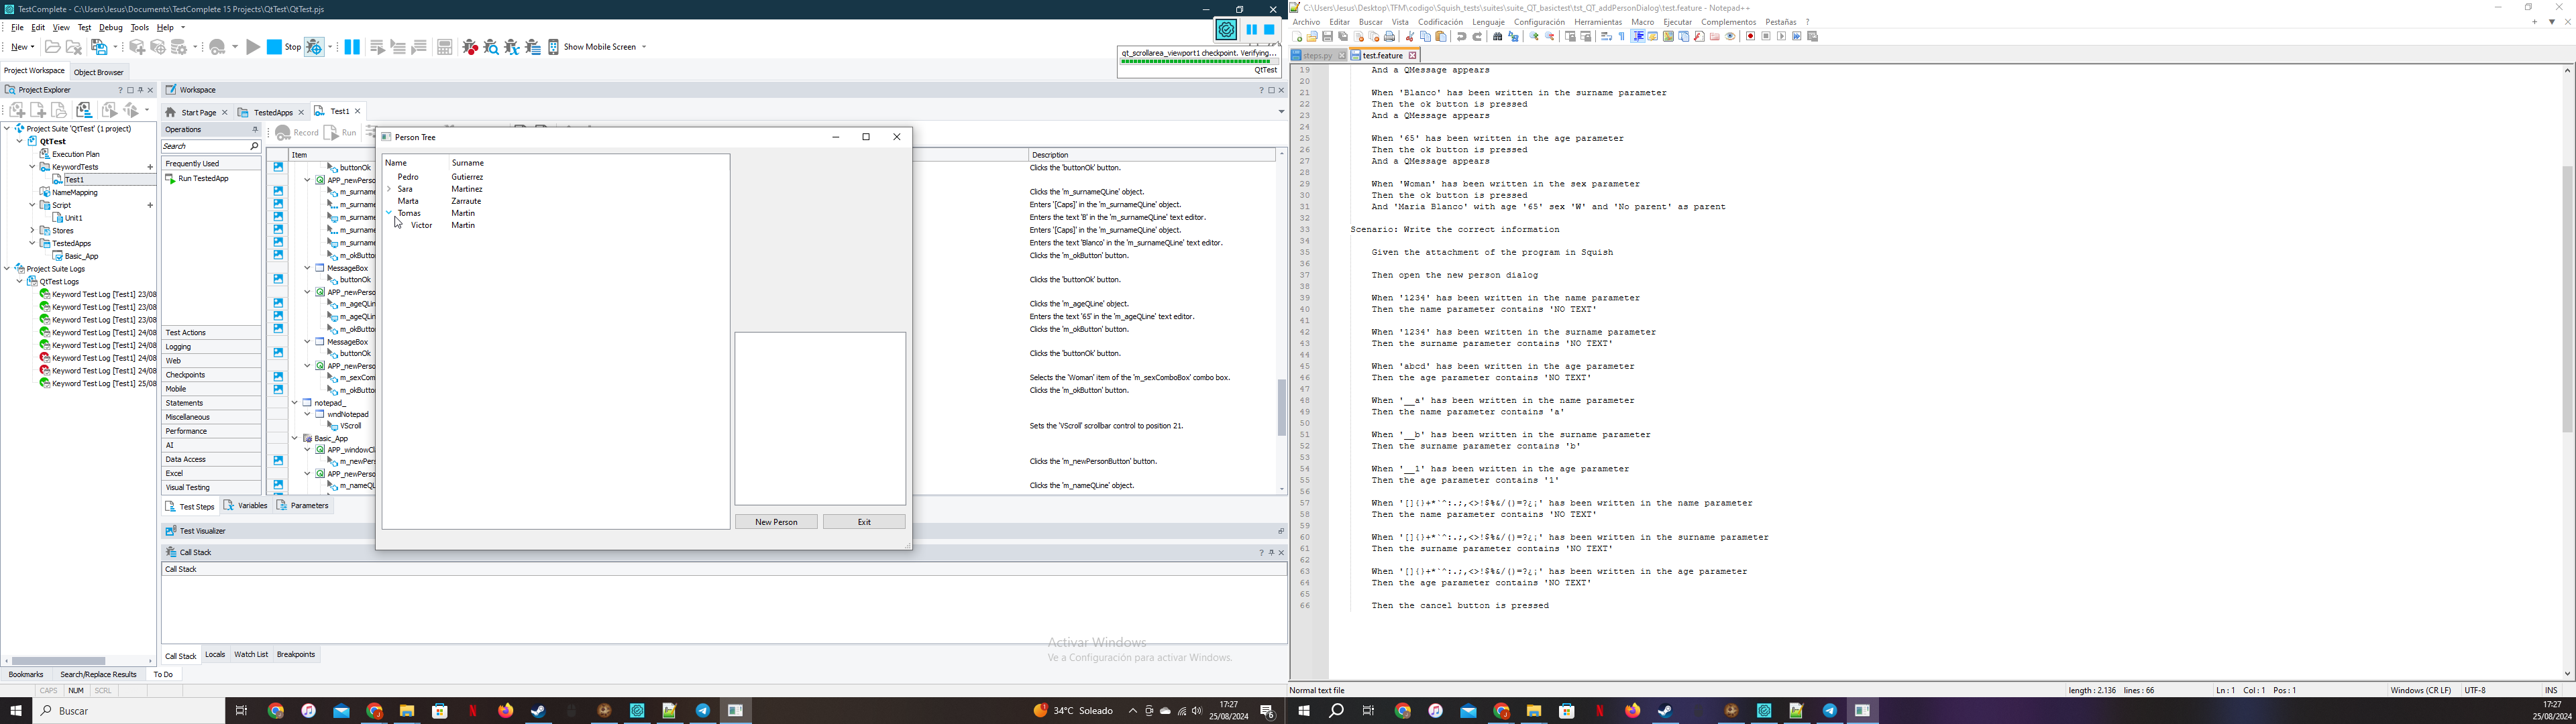 TestComplete - C:\Users\Jesus\Documents\TestComplete 15 Projects\QtTest\QtTest.pjs
File Edit View Test Debug Tools Help
New Stop Show Mobile Screen
qt_scrollarea_viewport1 checkpoint. Verifying...
QtTest
Project Workspace Object Browser
Project Explorer
Project Suite 'QtTest' (1 project)
QtTest
Execution Plan
KeywordTests
Test1
NameMapping
Script
Unit1
Stores
TestedApps
Basic_App
Project Suite Logs
QtTest Logs
Keyword Test Log [Test1] 23/08
Keyword Test Log [Test1] 23/08
Keyword Test Log [Test1] 23/08
Keyword Test Log [Test1] 24/08
Keyword Test Log [Test1] 24/08
Keyword Test Log [Test1] 24/08
Keyword Test Log [Test1] 24/08
Keyword Test Log [Test1] 25/08
Workspace
Start Page TestedApps Test1
Operations
Search
Frequently Used
Run TestedApp
Test Actions
Logging
Web
Checkpoints
Mobile
Statements
Miscellaneous
Performance
AI
Data Access
Excel
Visual Testing
Record Run
Item
buttonOk
APP_newPerso
m_surname
m_surname
m_surname
m_surname
m_surname
m_okButto
MessageBox
buttonOk
APP_newPerso
m_ageQLin
m_ageQLin
m_okButto
MessageBox
buttonOk
APP_newPerso
m_sexCom
m_okButto
notepad_
wndNotepad
VScroll
Basic_App
APP_windowCl
m_newPer
APP_newPerso
m_nameQL
Person Tree
Name Surname
Pedro Gutierrez
Sara Martinez
Marta Zarraute
Tomas Martin
Victor Martin
New Person Exit
Description
Clicks the 'buttonOk' button.
Clicks the 'm_surnameQLine' object.
Enters '[Caps]' in the 'm_surnameQLine' object.
Enters the text 'B' in the 'm_surnameQLine' text editor.
Enters '[Caps]' in the 'm_surnameQLine' object.
Enters the text 'Blanco' in the 'm_surnameQLine' text editor.
Clicks the 'm_okButton' button.
Clicks the 'buttonOk' button.
Clicks the 'm_ageQLine' object.
Enters the text '65' in the 'm_ageQLine' text editor.
Clicks the 'm_okButton' button.
Clicks the 'buttonOk' button.
Selects the 'Woman' item of the 'm_sexComboBox' combo box.
Clicks the 'm_okButton' button.
Sets the 'VScroll' scrollbar control to position 21.
Clicks the 'm_newPersonButton' button.
Clicks the 'm_nameQLine' object.
Test Steps Variables Parameters
Test Visualizer
Call Stack
Call Stack
Call Stack Locals Watch List Breakpoints
Activar Windows
Ve a Configuración para activar Windows.
Bookmarks Search/Replace Results To Do
CAPS NUM SCRL
Buscar
34°C Soleado
17:27
25/08/2024
6
C:\Users\Jesus\Desktop\TFM\codigo\Squish_tests\suites\suite_QT_basictest\tst_QT_addPersonDialog\test.feature - Notepad++
Archivo Editar Buscar Vista Codificación Lenguaje Configuración Herramientas Macro Ejecutar Complementos Pestañas ?
steps.py test.feature
19 And a QMessage appears
20
21 When 'Blanco' has been written in the surname parameter
22 Then the ok button is pressed
23 And a QMessage appears
24
25 When '65' has been written in the age parameter
26 Then the ok button is pressed
27 And a QMessage appears
28
29 When 'Woman' has been written in the sex parameter
30 Then the ok button is pressed
31 And 'Maria Blanco' with age '65' sex 'W' and 'No parent' as parent
32
33 Scenario: Write the correct information
34
35 Given the attachment of the program in Squish
36
37 Then open the new person dialog
38
39 When '1234' has been written in the name parameter
40 Then the name parameter contains 'NO TEXT'
41
42 When '1234' has been written in the surname parameter
43 Then the surname parameter contains 'NO TEXT'
44
45 When 'abcd' has been written in the age parameter
46 Then the age parameter contains 'NO TEXT'
47
48 When '__a' has been written in the name parameter
49 Then the name parameter contains 'a'
50
51 When '__b' has been written in the surname parameter
52 Then the surname parameter contains 'b'
53
54 When '__1' has been written in the age parameter
55 Then the age parameter contains '1'
56
57 When '[]{}+*`^:.;,<>!$%&/()=?¿¡' has been written in the name parameter
58 Then the name parameter contains 'NO TEXT'
59
60 When '[]{}+*`^:.;,<>!$%&/()=?¿¡' has been written in the surname parameter
61 Then the surname parameter contains 'NO TEXT'
62
63 When '[]{}+*`^:.;,<>!$%&/()=?¿¡' has been written in the age parameter
64 Then the age parameter contains 'NO TEXT'
65
66 Then the cancel button is pressed
Normal text file length : 2.136 lines : 66 Ln : 1 Col : 1 Pos : 1 Windows (CR LF) UTF-8 INS
17:27
25/08/2024